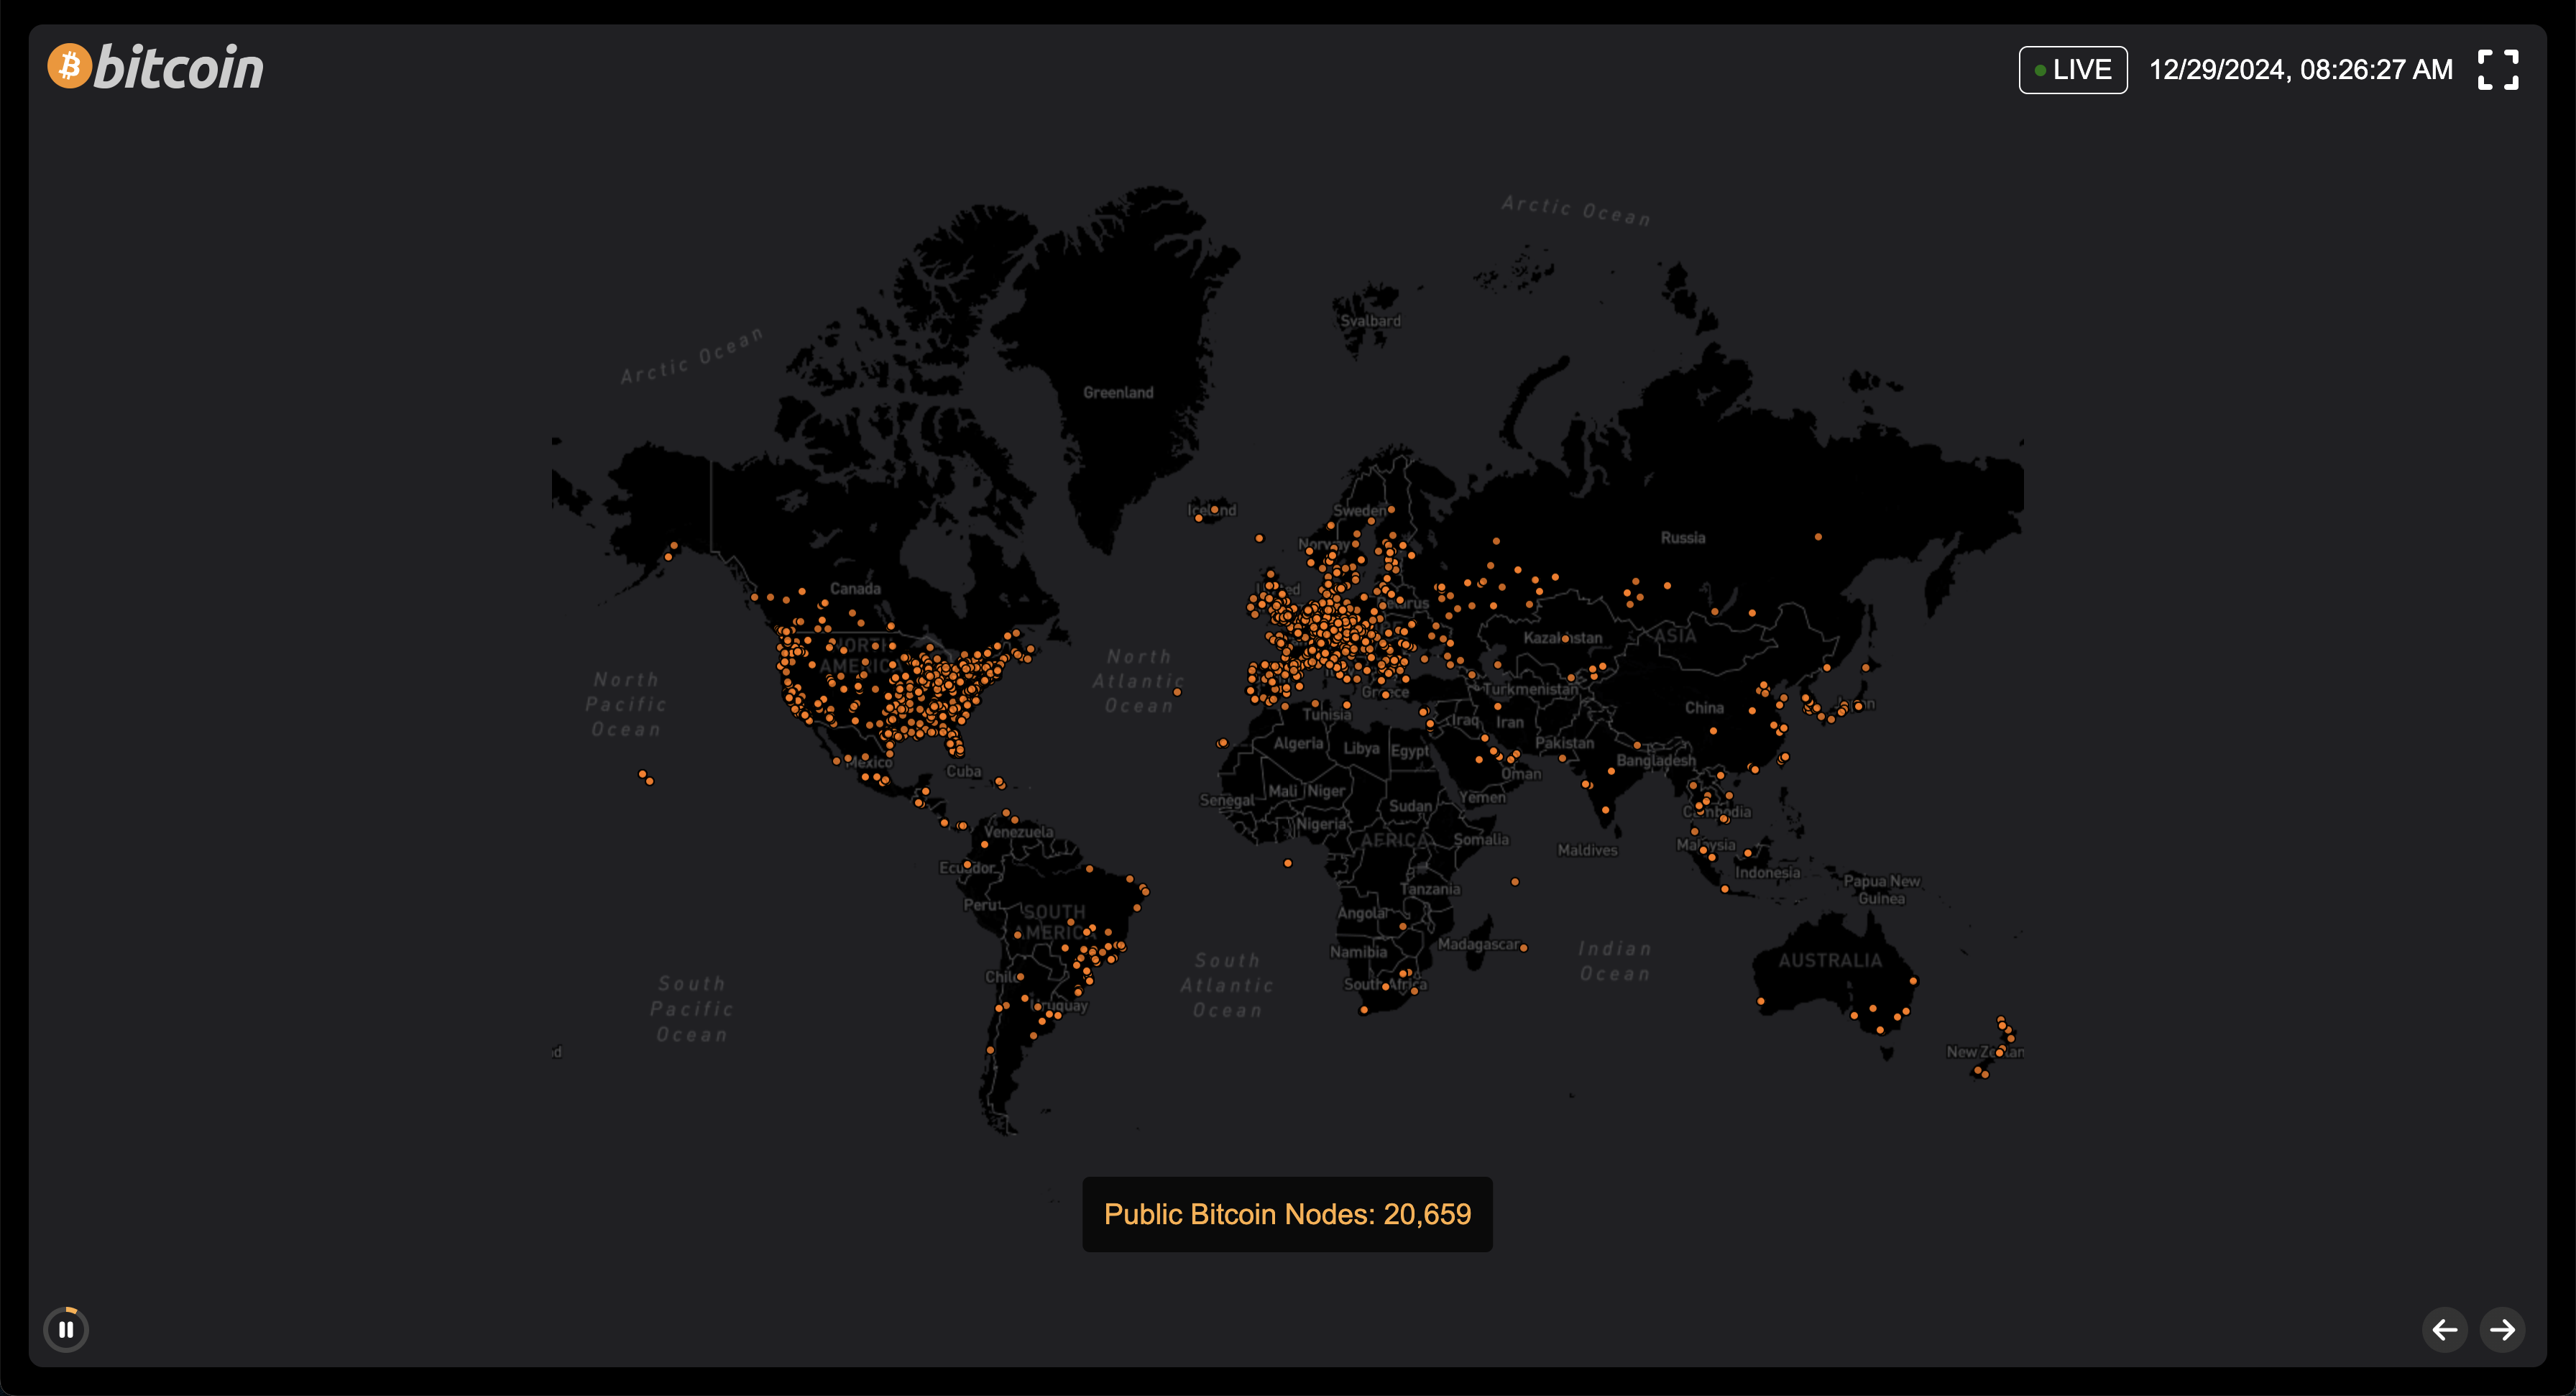 bitcoin
LIVE
12/29/2024, 08:26:27 AM
Arctic Ocean
Svalbard
Arctic Ocean
Greenland
Iceland
Sweden
Russia
Norway
Canada
United
Belarus
Kazakhstan
ASIA
NORTH
AMERICA
North
Atlantic
Ocean
North
Pacific
Ocean
Greece
Turkmenistan
China
Japan
Tunisia
Iraq
Iran
Algeria
Libya
Egypt
Pakistan
Mexico
Cuba
Bangladesh
Oman
Mali
Niger
Senegal
Sudan
Yemen
Cambodia
Nigeria
Venezuela
AFRICA
Somalia
Maldives
Malaysia
Ecuador
Indonesia
Tanzania
Papua New
Guinea
Peru
SOUTH
AMERICA
Angola
Namibia
Madagascar
Indian
Ocean
AUSTRALIA
South
Atlantic
Ocean
Chile
South Africa
South
Pacific
Ocean
Uruguay
New Zealan
d
Public Bitcoin Nodes: 20,659